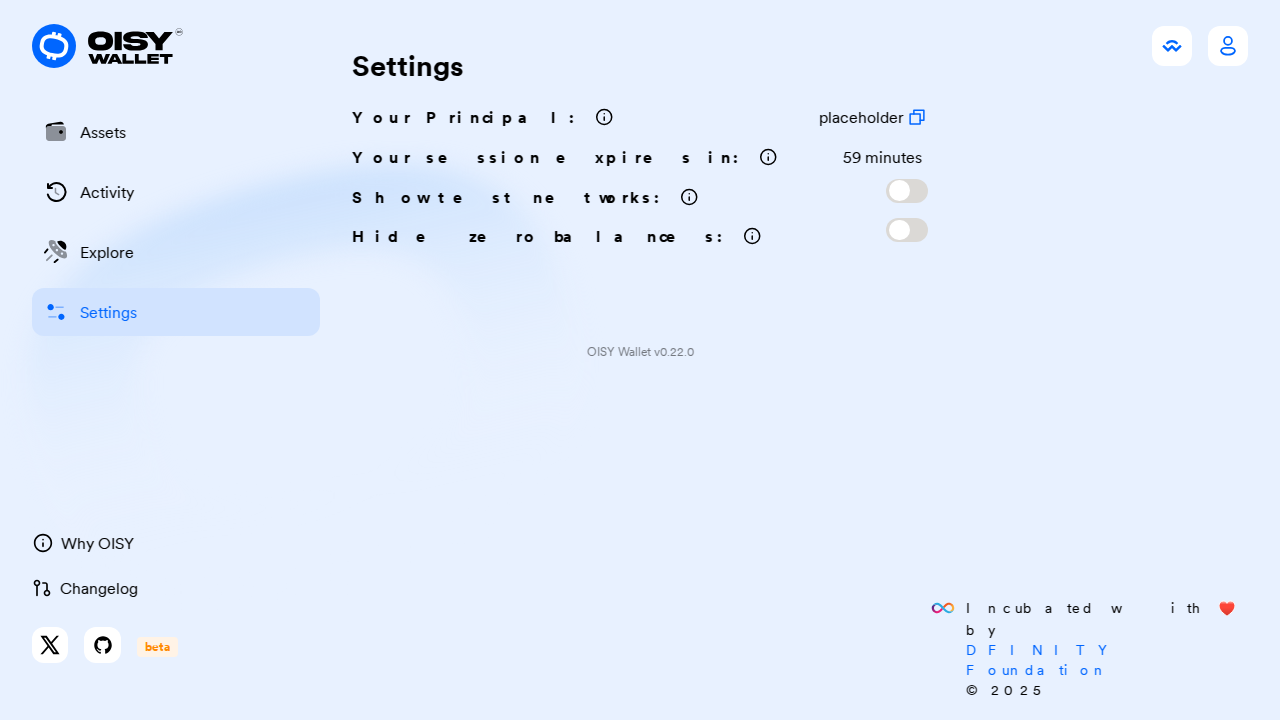 OISY
WALLET
Settings
Assets
Activity
Explore
Settings
Your Principal:
placeholder
Your session expires in:
59 minutes
Show testnetworks:
Hide zero balances:
OISY Wallet v0.22.0
Why OISY
Changelog
beta
Incubated with ❤️
by
DFINITY
Foundation
© 2025